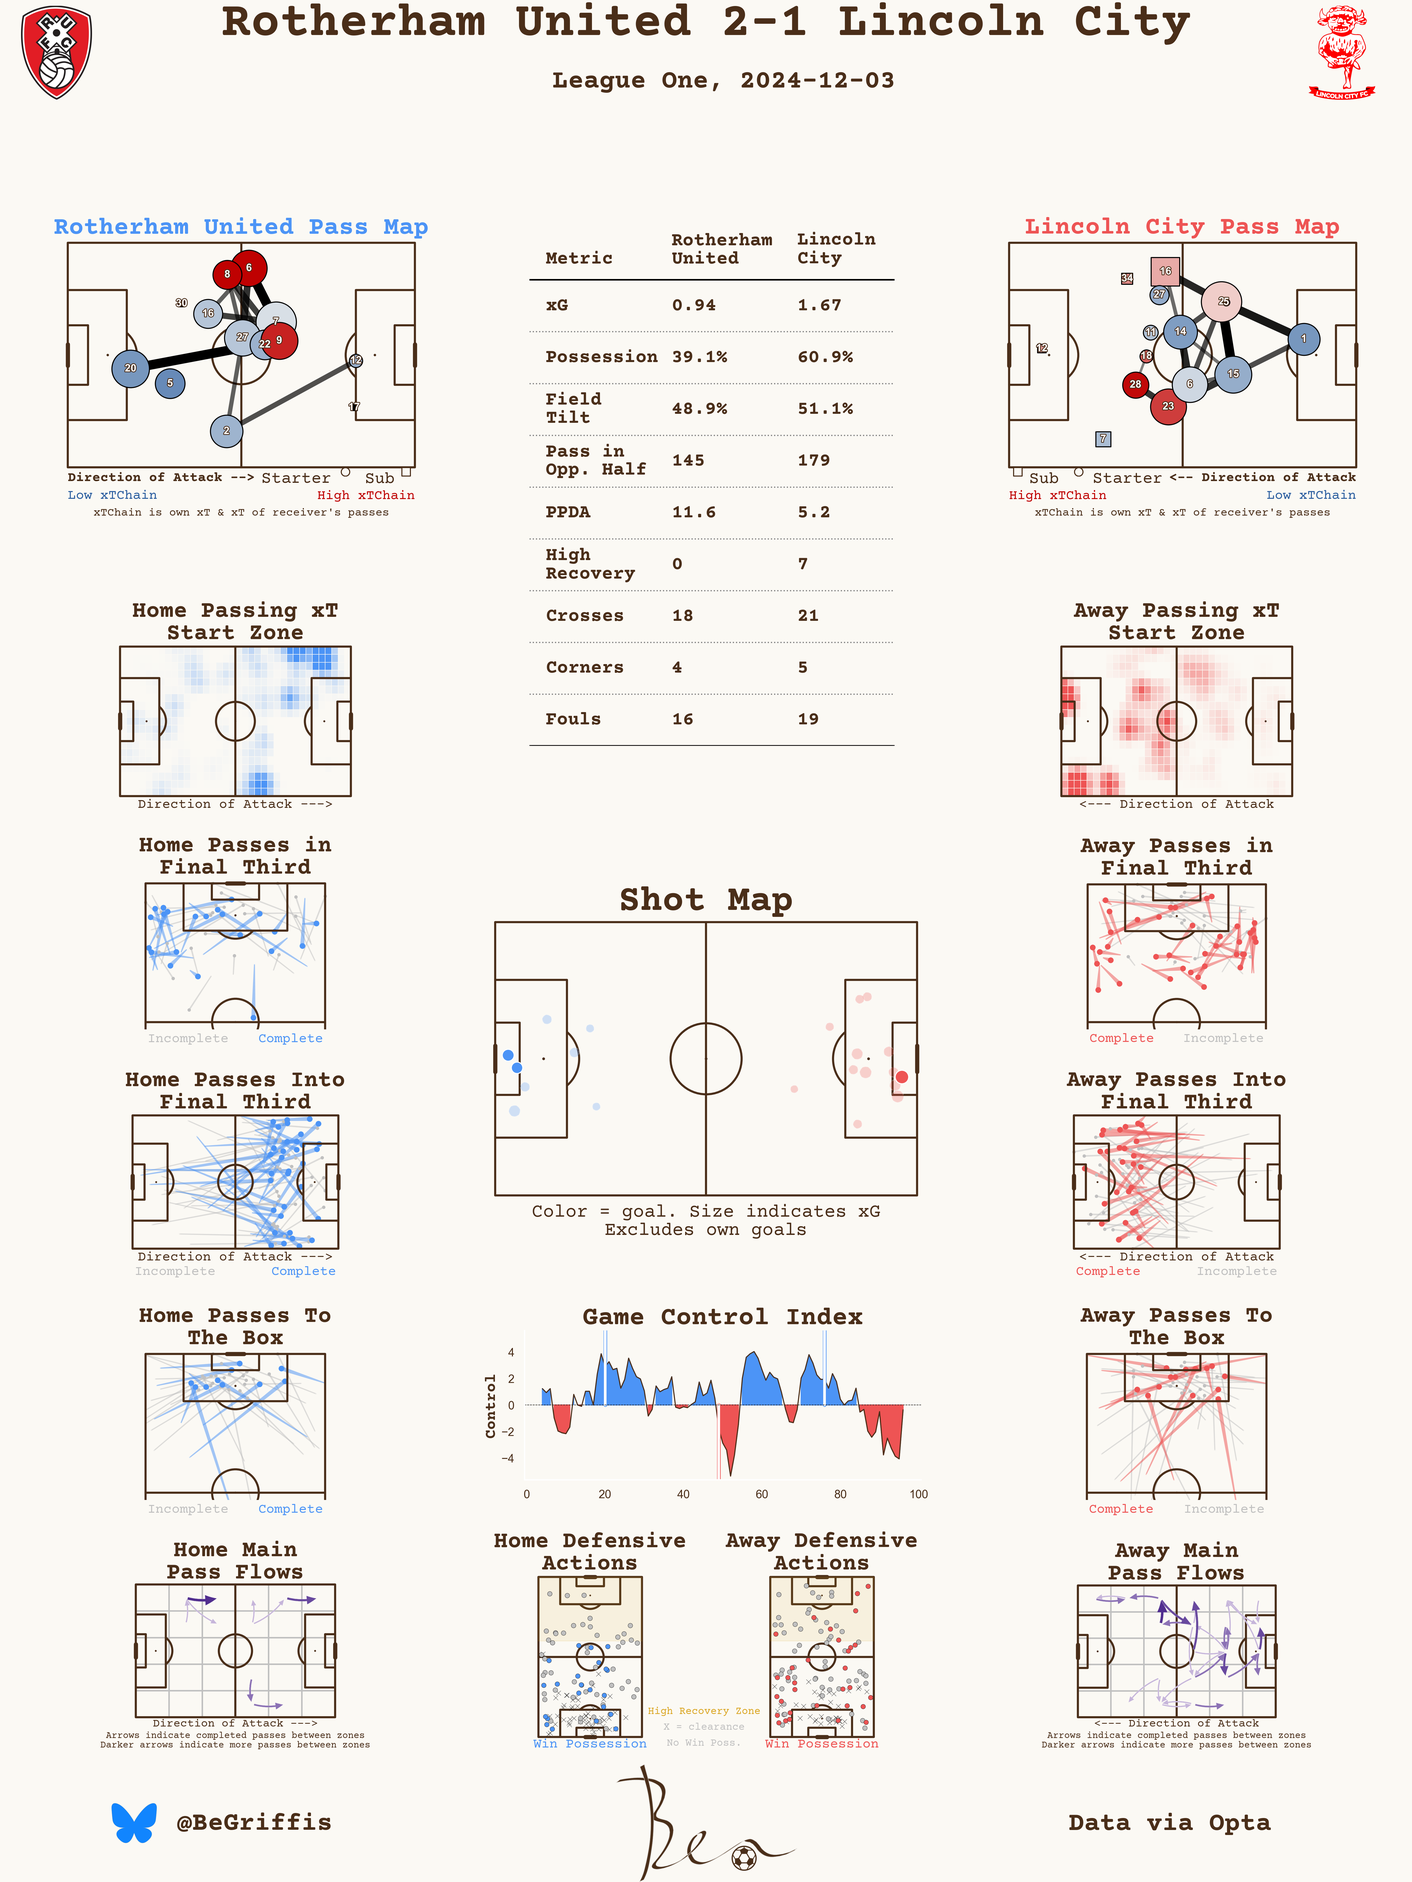 Rotherham United 2-1 Lincoln City
League One, 2024-12-03
LINCOLN CITY FC
Rotherham United Pass Map
8
6
30
16
7
27
22
9
12
20
5
17
2
Direction of Attack --> Starter Sub
Low xTChain High xTChain
xTChain is own xT & xT of receiver's passes
Metric Rotherham United Lincoln City
xG 0.94 1.67
Possession 39.1% 60.9%
Field Tilt 48.9% 51.1%
Pass in Opp. Half 145 179
PPDA 11.6 5.2
High Recovery 0 7
Crosses 18 21
Corners 4 5
Fouls 16 19
Lincoln City Pass Map
34
16
27
25
11
14
1
12
18
15
28
6
23
7
Sub Starter <-- Direction of Attack
High xTChain Low xTChain
xTChain is own xT & xT of receiver's passes
Home Passing xT
Start Zone
Direction of Attack --->
Away Passing xT
Start Zone
<--- Direction of Attack
Home Passes in
Final Third
Incomplete Complete
Shot Map
Color = goal. Size indicates xG
Excludes own goals
Away Passes in
Final Third
Complete Incomplete
Home Passes Into
Final Third
Direction of Attack --->
Incomplete Complete
Away Passes Into
Final Third
<--- Direction of Attack
Complete Incomplete
Home Passes To
The Box
Incomplete Complete
Game Control Index
Control
4
2
0
−2
−4
0 20 40 60 80 100
Away Passes To
The Box
Complete Incomplete
Home Main
Pass Flows
Direction of Attack --->
Arrows indicate completed passes between zones
Darker arrows indicate more passes between zones
Home Defensive
Actions
Win Possession
High Recovery Zone
X = clearance
No Win Poss.
Away Defensive
Actions
Win Possession
Away Main
Pass Flows
<--- Direction of Attack
Arrows indicate completed passes between zones
Darker arrows indicate more passes between zones
@BeGriffis
Ben
Data via Opta